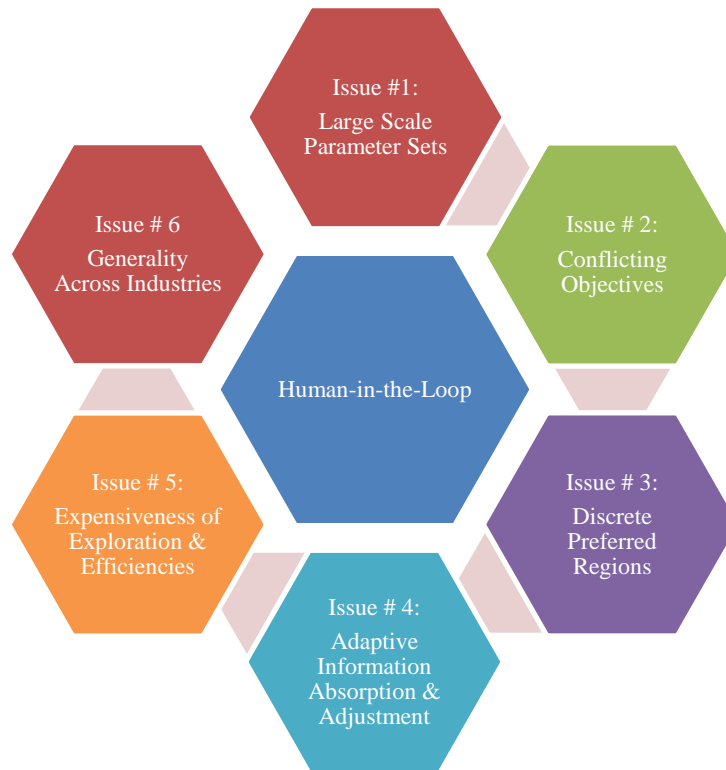 Issue #1:
Large Scale
Parameter Sets
Issue # 2:
Conflicting
Objectives
Issue # 3:
Discrete
Preferred
Regions
Issue # 4:
Adaptive
Information
Absorption &
Adjustment
Issue # 5:
Expensiveness of
Exploration &
Efficiencies
Issue # 6
Generality
Across Industries
Human-in-the-Loop